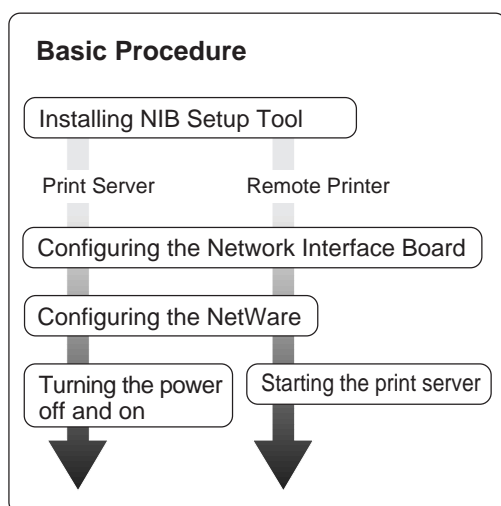 Basic Procedure
Installing NIB Setup Tool
Print Server
Remote Printer
Configuring the Network Interface Board
Configuring the NetWare
Turning the power
off and on
Starting the print server